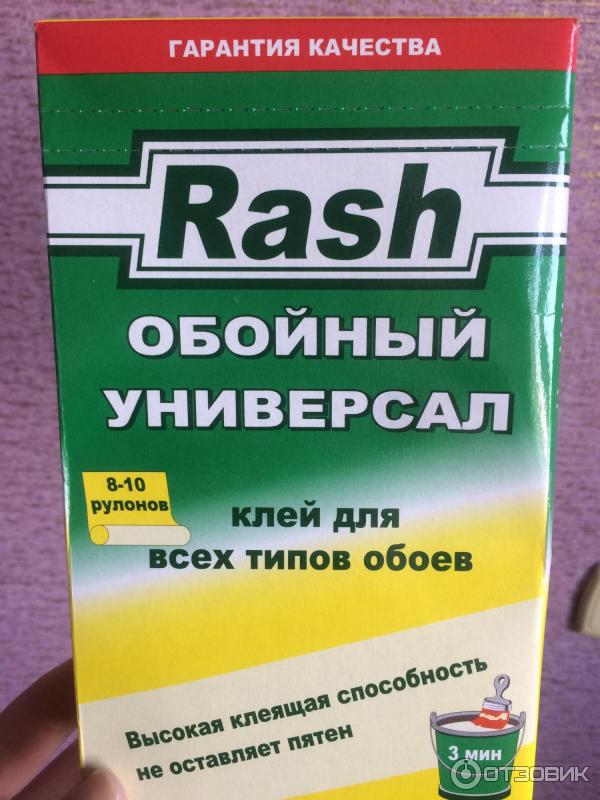 ГАРАНТИЯ КАЧЕСТВА
Rash
ОБОЙНЫЙ
УНИВЕРСАЛ
8-10
рулонов
клей для
всех типов обоев
Высокая клеящая способность
не оставляет пятен
3 мин
ОТЗОВИК